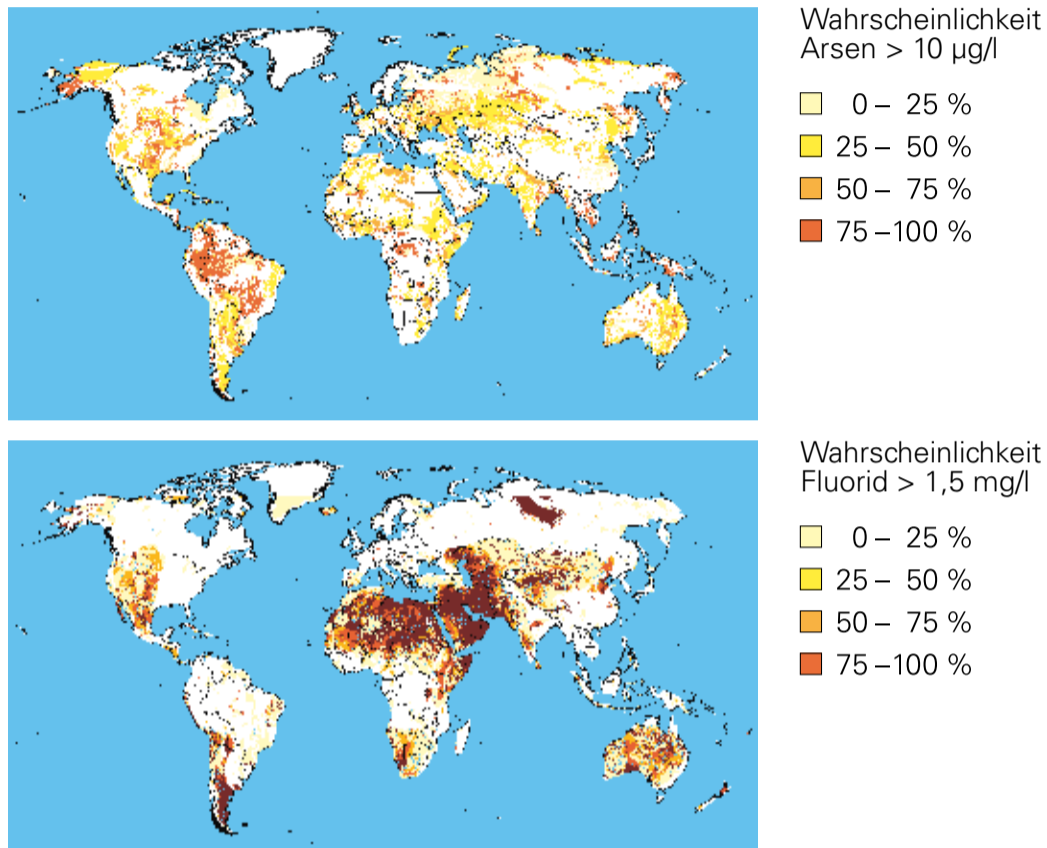 Wahrscheinlichkeit
Arsen > 10 µg/l
0 – 25 %
25 – 50 %
50 – 75 %
75 –100 %
Wahrscheinlichkeit
Fluorid > 1,5 mg/l
0 – 25 %
25 – 50 %
50 – 75 %
75 –100 %